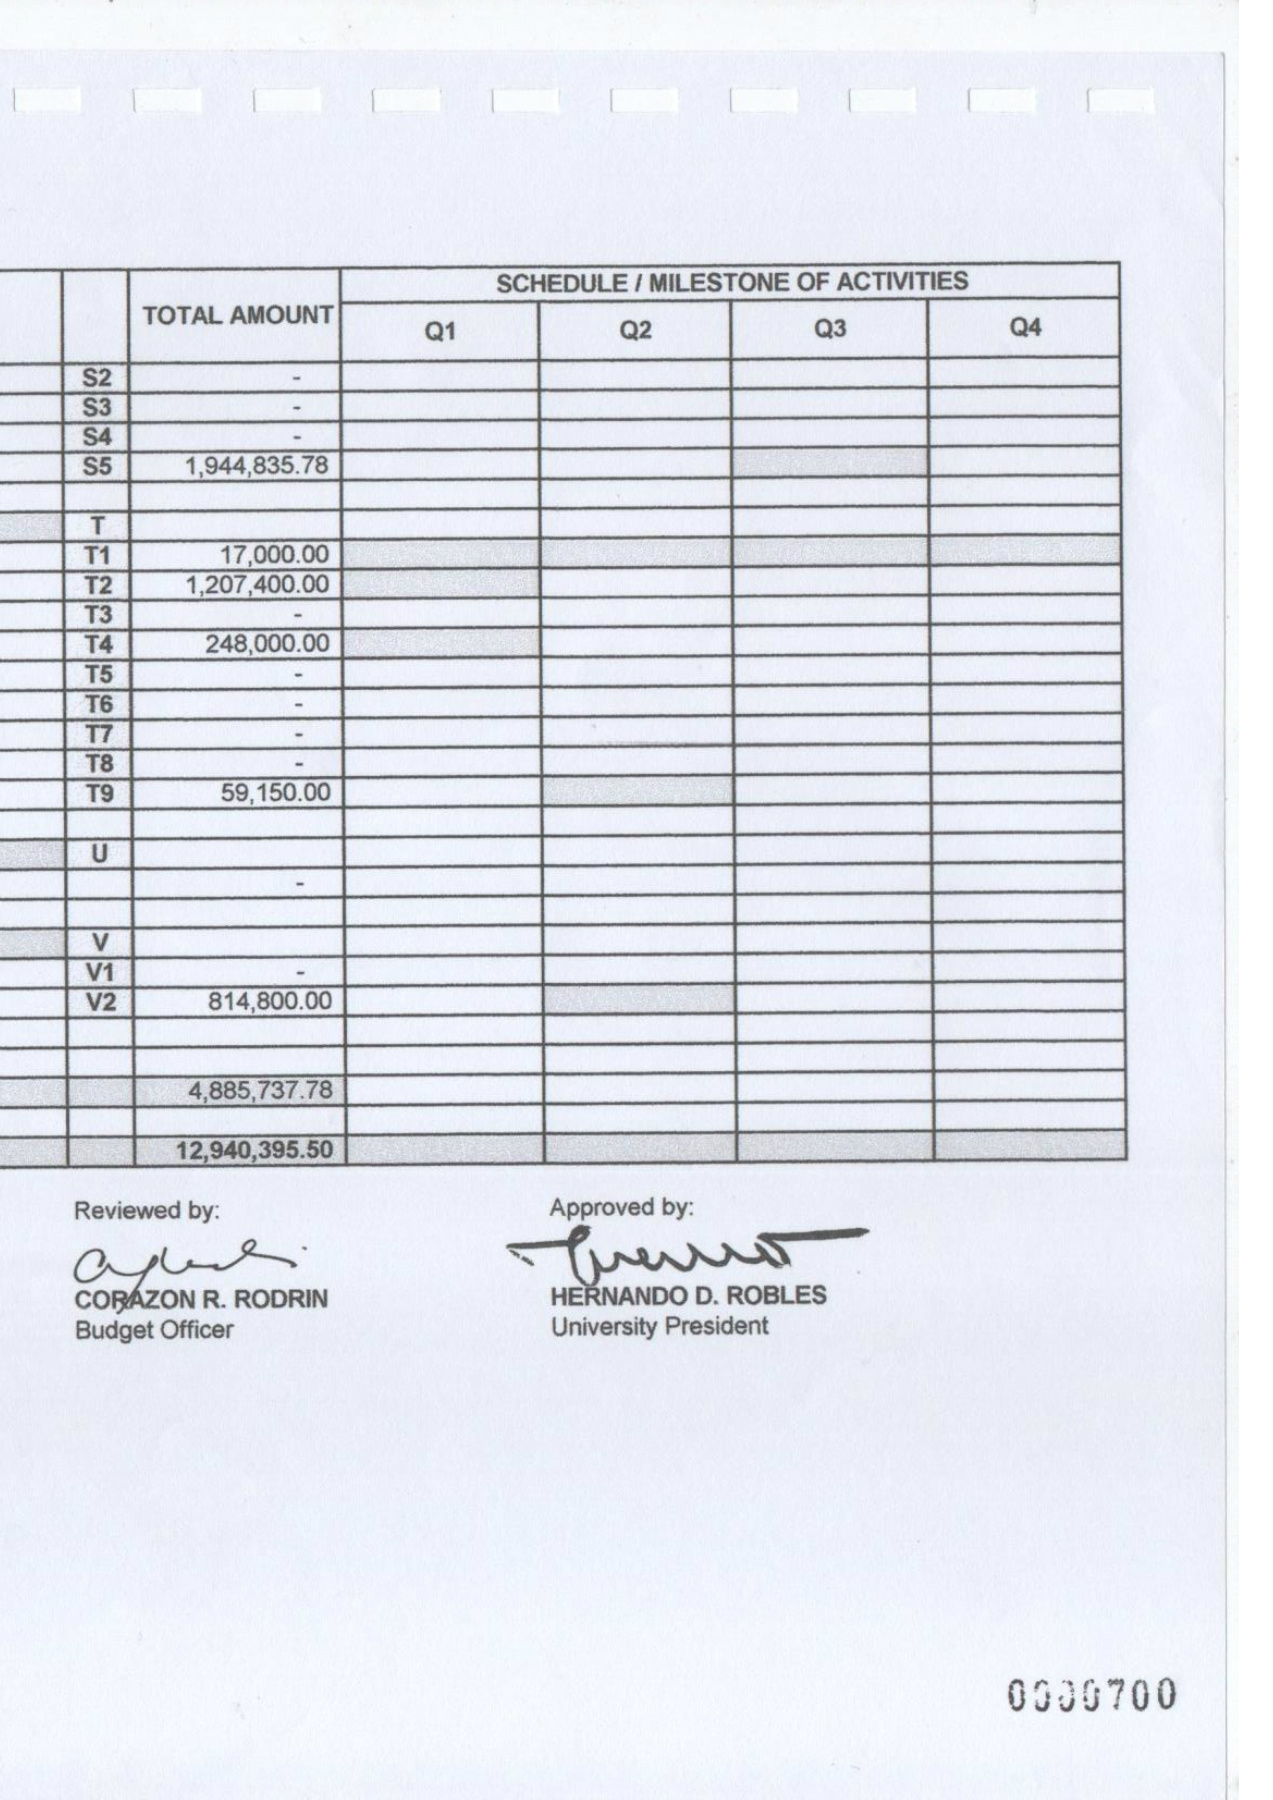 TOTAL AMOUNT
SCHEDULE / MILESTONE OF ACTIVITIES
Q1 Q2 Q3 Q4
S2 -
S3 -
S4 -
S5 1,944,835.78
T
T1 17,000.00
T2 1,207,400.00
T3 -
T4 248,000.00
T5 -
T6 -
T7 -
T8 -
T9 59,150.00
U
-
V
V1 -
V2 814,800.00
4,885,737.78
12,940,395.50
Reviewed by: Approved by:
CORAZON R. RODRIN HERNANDO D. ROBLES
Budget Officer University President
0000700